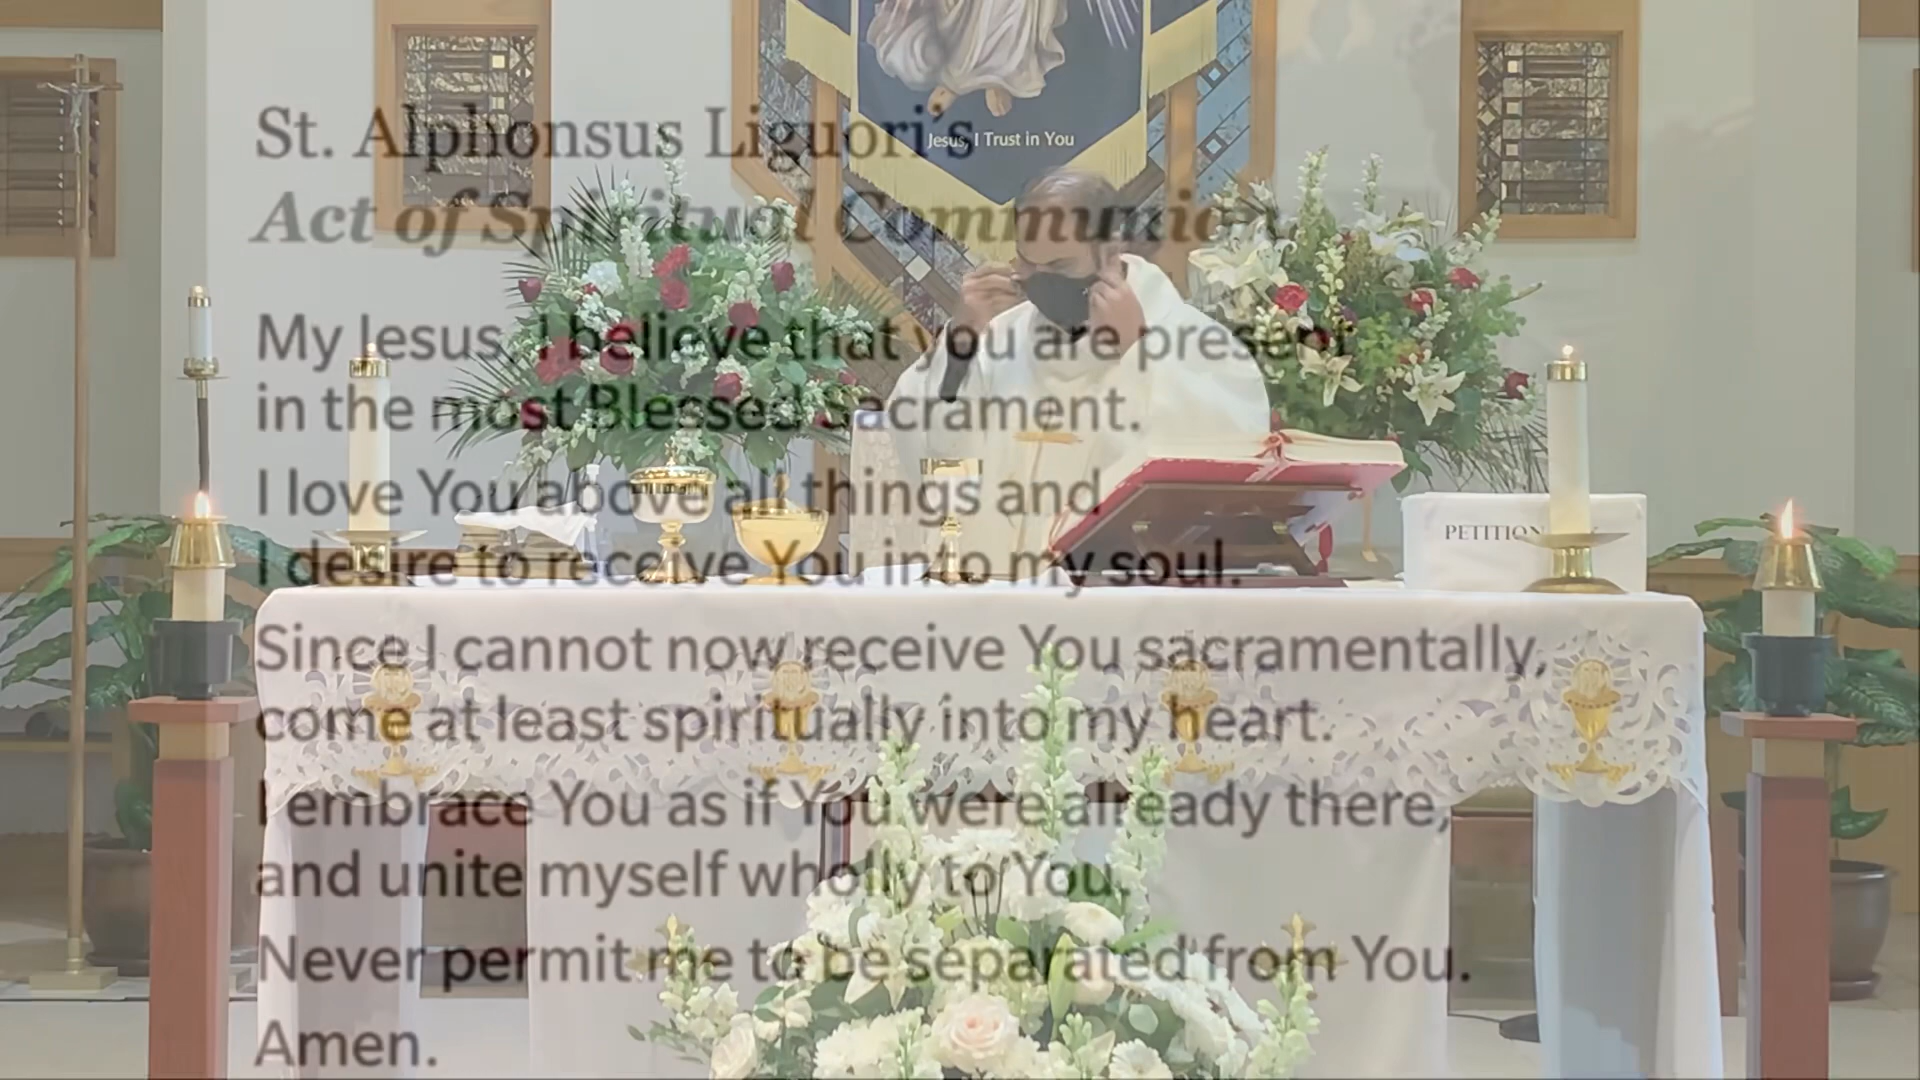 Jesus, I Trust in You
St. Alphonsus Liguori's
Act of Spiritual Communion
My Jesus, I believe that you are present
in the most Blessed Sacrament.
I love You above all things and
I desire to receive You into my soul.
PETITION
Since I cannot now receive You sacramentally,
come at least spiritually into my heart.
I embrace You as if You were already there,
and unite myself wholly to You.
Never permit me to be separated from You.
Amen.